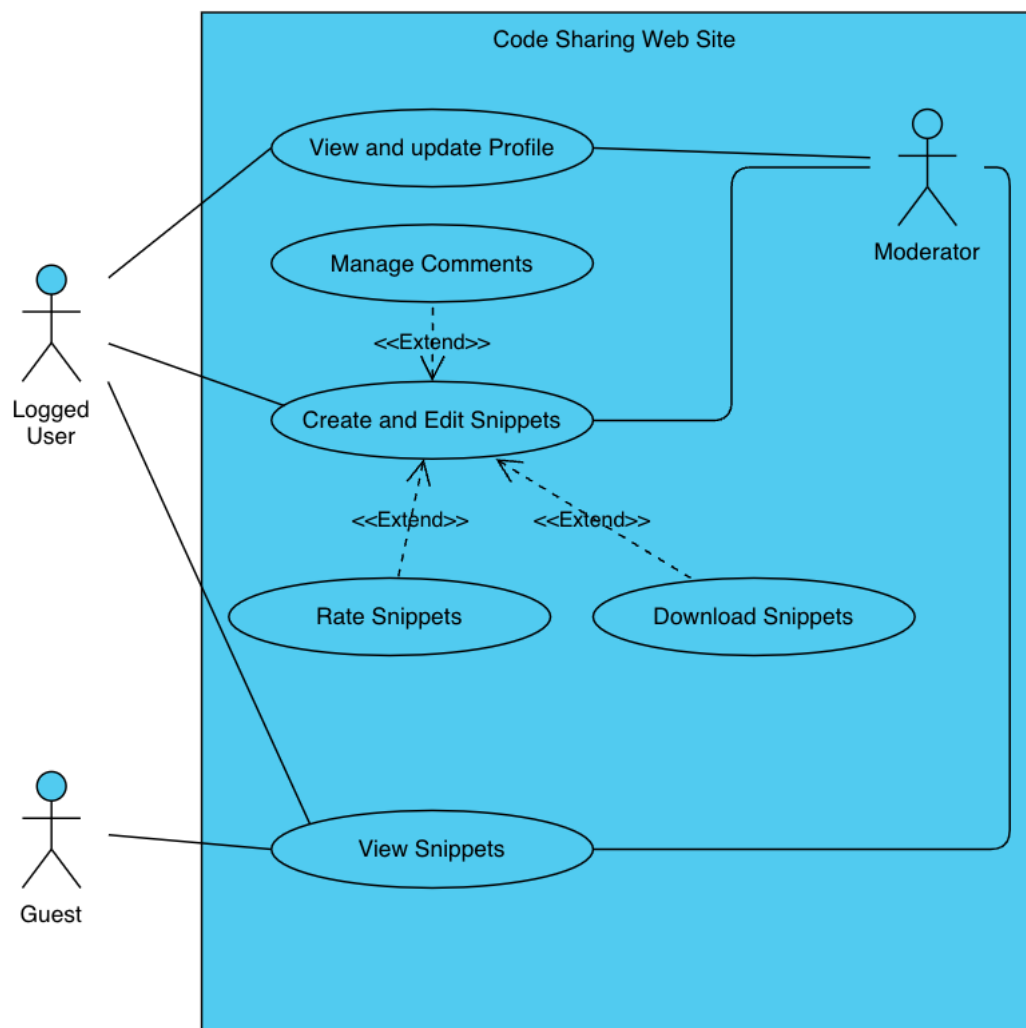 Code Sharing Web Site
View and update Profile
Moderator
Manage Comments
<<Extend>>
Logged
User
Create and Edit Snippets
<<Extend>>
<<Extend>>
Rate Snippets
Download Snippets
View Snippets
Guest